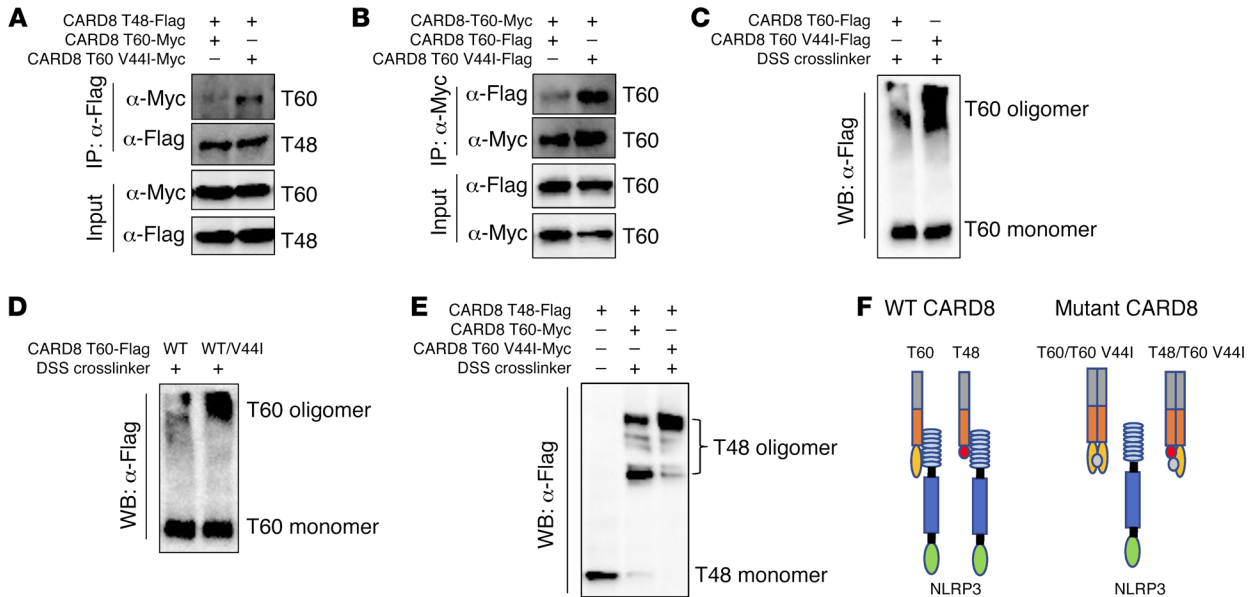 A
CARD8 T48-Flag + +
CARD8 T60-Myc + –
CARD8 T60 V44I-Myc – +
IP: α-Flag
α-Myc T60
α-Flag T48
Input
α-Myc T60
α-Flag T48
B
CARD8-T60-Myc + +
CARD8 T60-Flag + –
CARD8 T60 V44I-Flag – +
IP: α-Myc
α-Flag T60
α-Myc T60
Input
α-Flag T60
α-Myc T60
C
CARD8 T60-Flag + –
CARD8 T60 V44I-Flag – +
DSS crosslinker + +
WB: α-Flag
T60 oligomer
T60 monomer
D
CARD8 T60-Flag WT WT/V44I
DSS crosslinker + +
WB: α-Flag
T60 oligomer
T60 monomer
E
CARD8 T48-Flag + + +
CARD8 T60-Myc – + –
CARD8 T60 V44I-Myc – – +
DSS crosslinker – + +
WB: α-Flag
T48 oligomer
T48 monomer
F WT CARD8 Mutant CARD8
T60 T48 T60/T60 V44I T48/T60 V44I
NLRP3 NLRP3